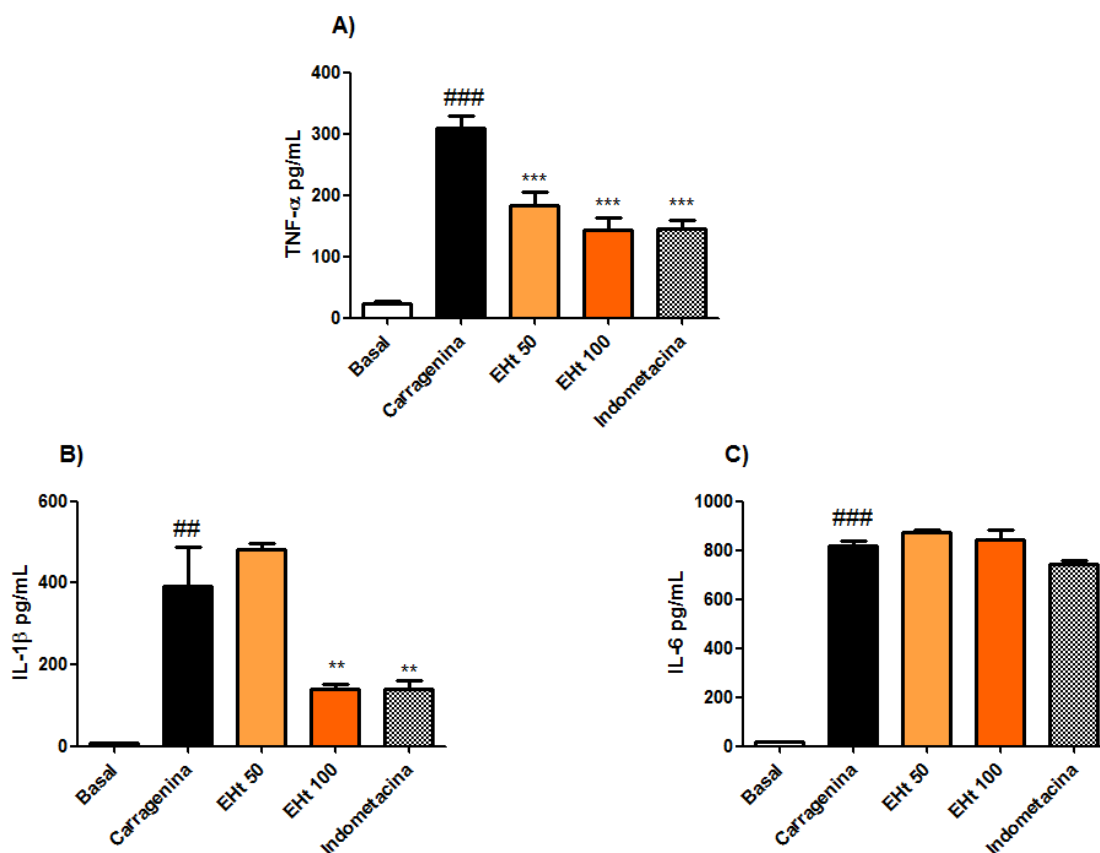 A)
TNF-α pg/mL
400
300
200
100
0
###
***
***
***
Basal
Carragenina
EHt 50
EHt 100
Indometacina
B)
IL-1β pg/mL
600
400
200
0
##
**
**
Basal
Carragenina
EHt 50
EHt 100
Indometacina
C)
IL-6 pg/mL
1000
800
600
400
200
0
###
Basal
Carragenina
EHt 50
EHt 100
Indometacina